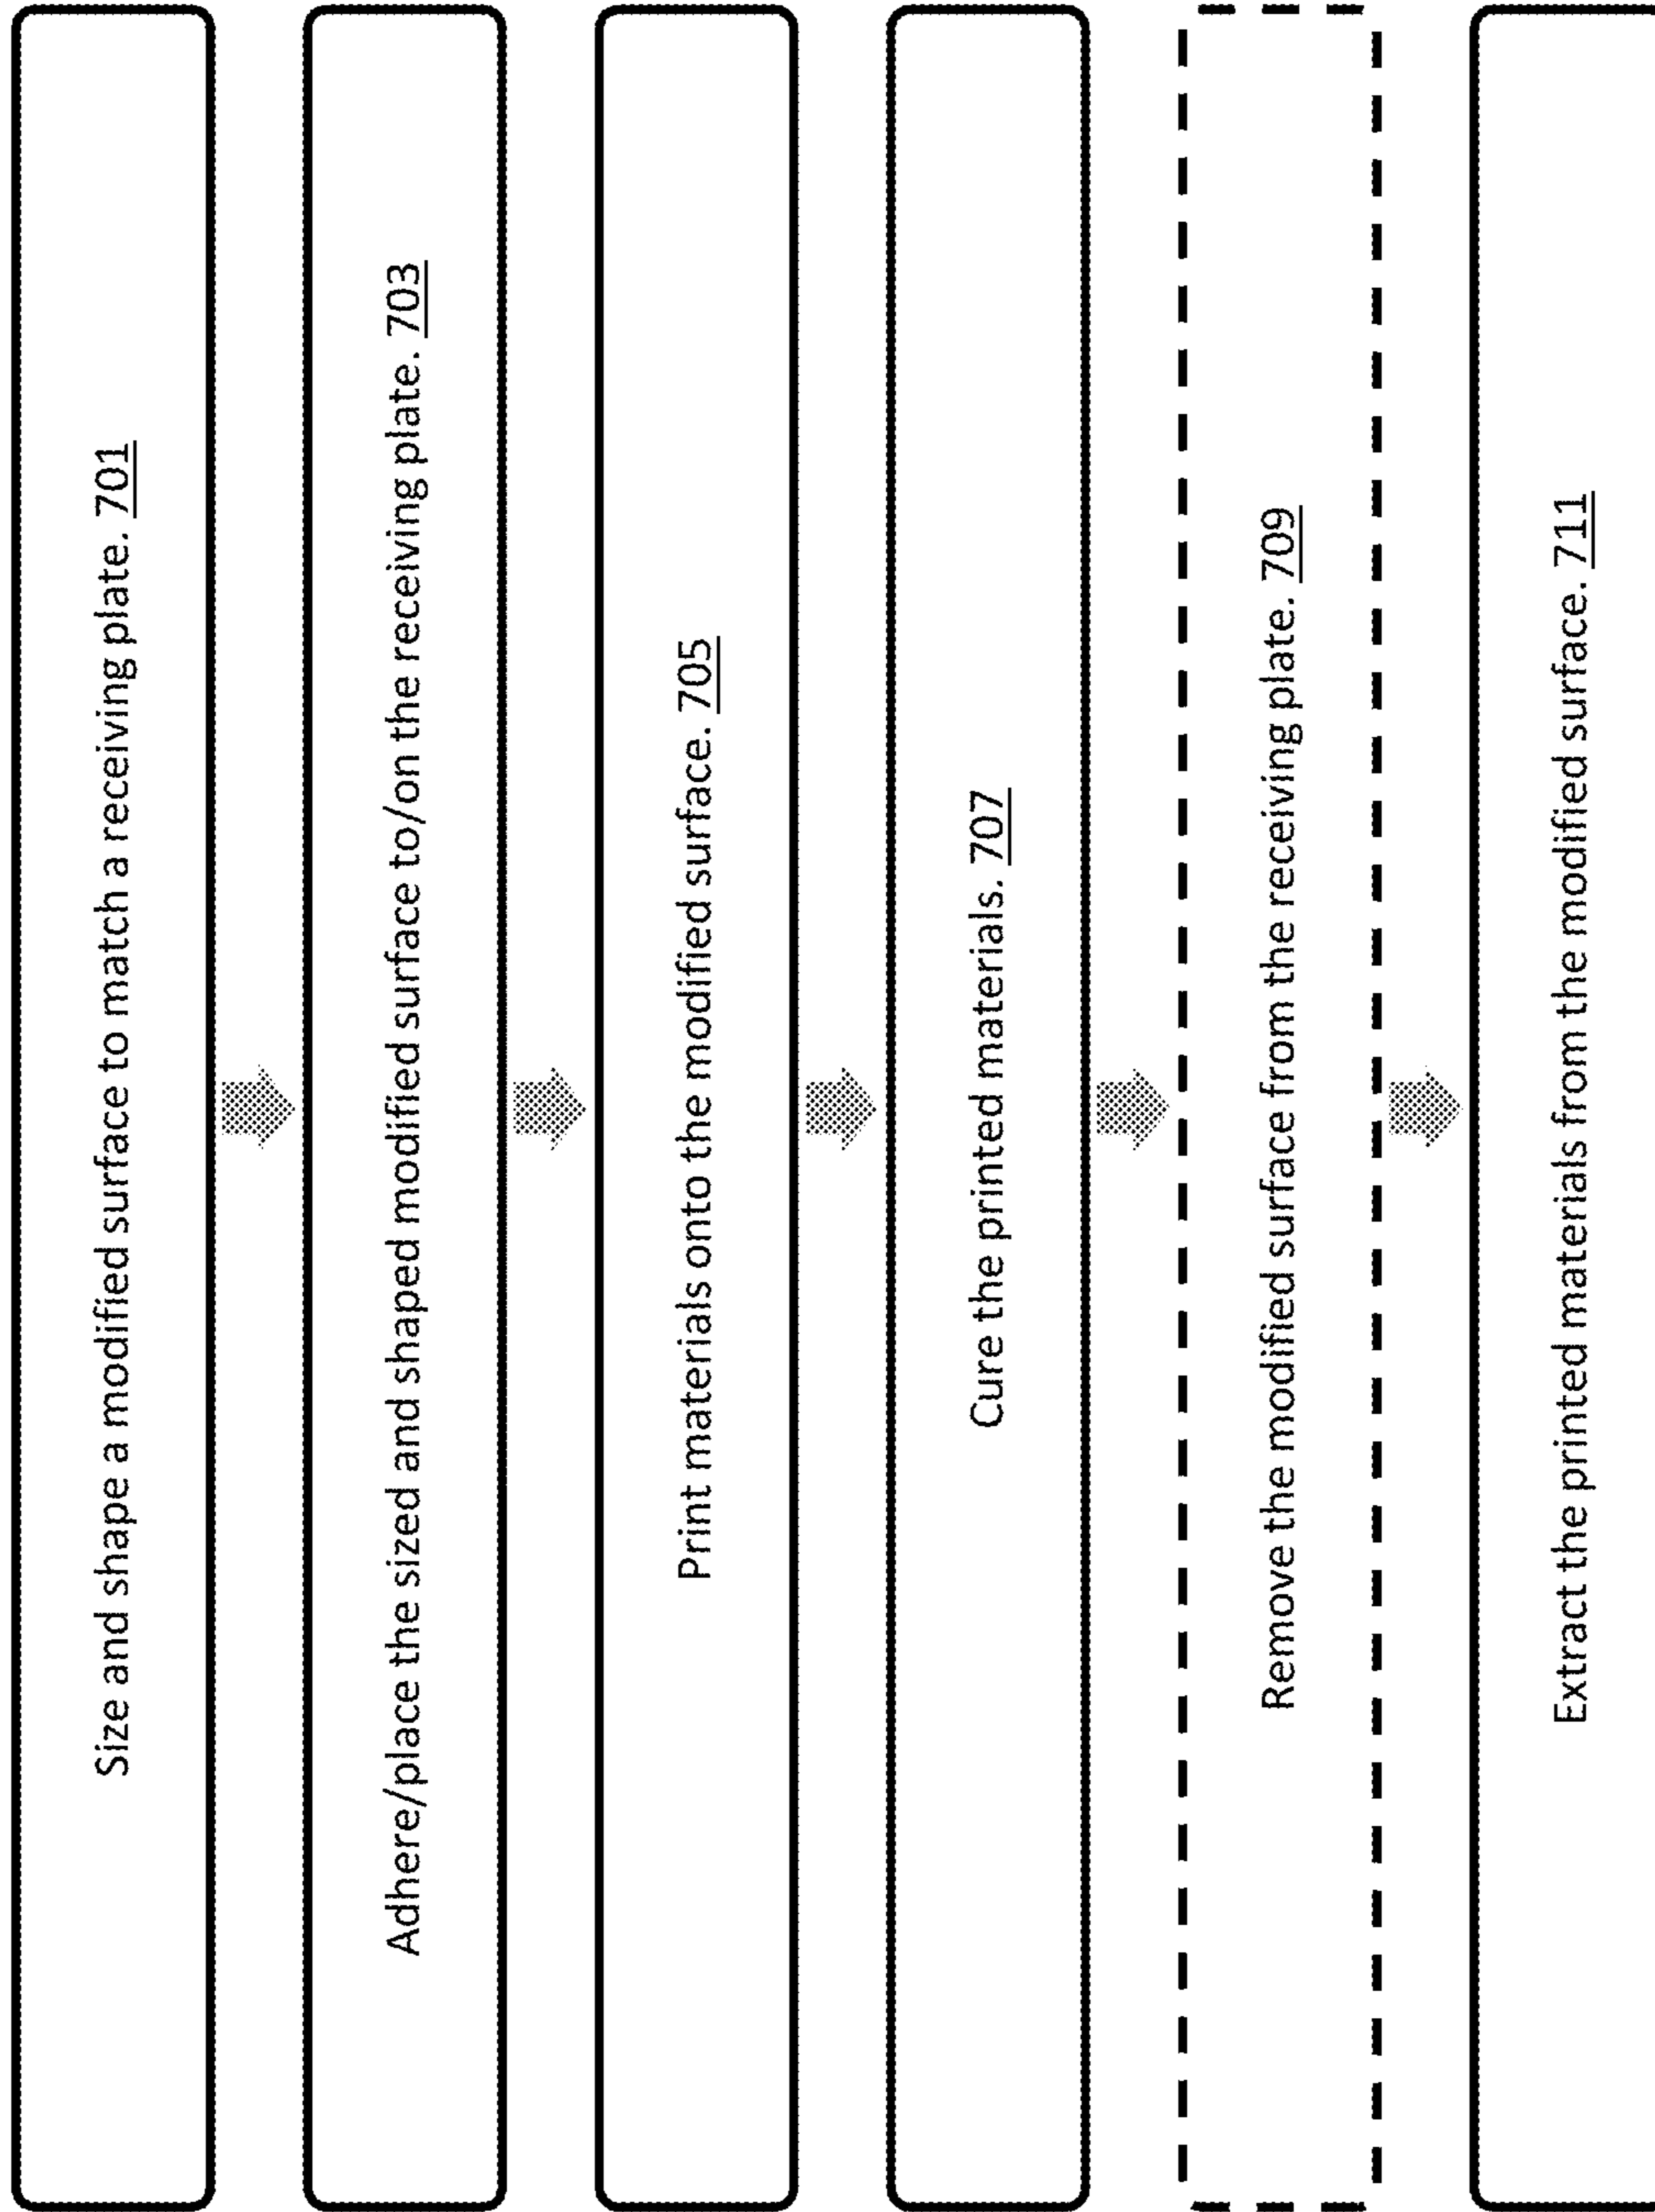 Size and shape a modified surface to match a receiving plate. 701
Adhere/place the sized and shaped modified surface to/on the receiving plate. 703
Print materials onto the modified surface. 705
Cure the printed materials. 707
Remove the modified surface from the receiving plate. 709
Extract the printed materials from the modified surface. 711